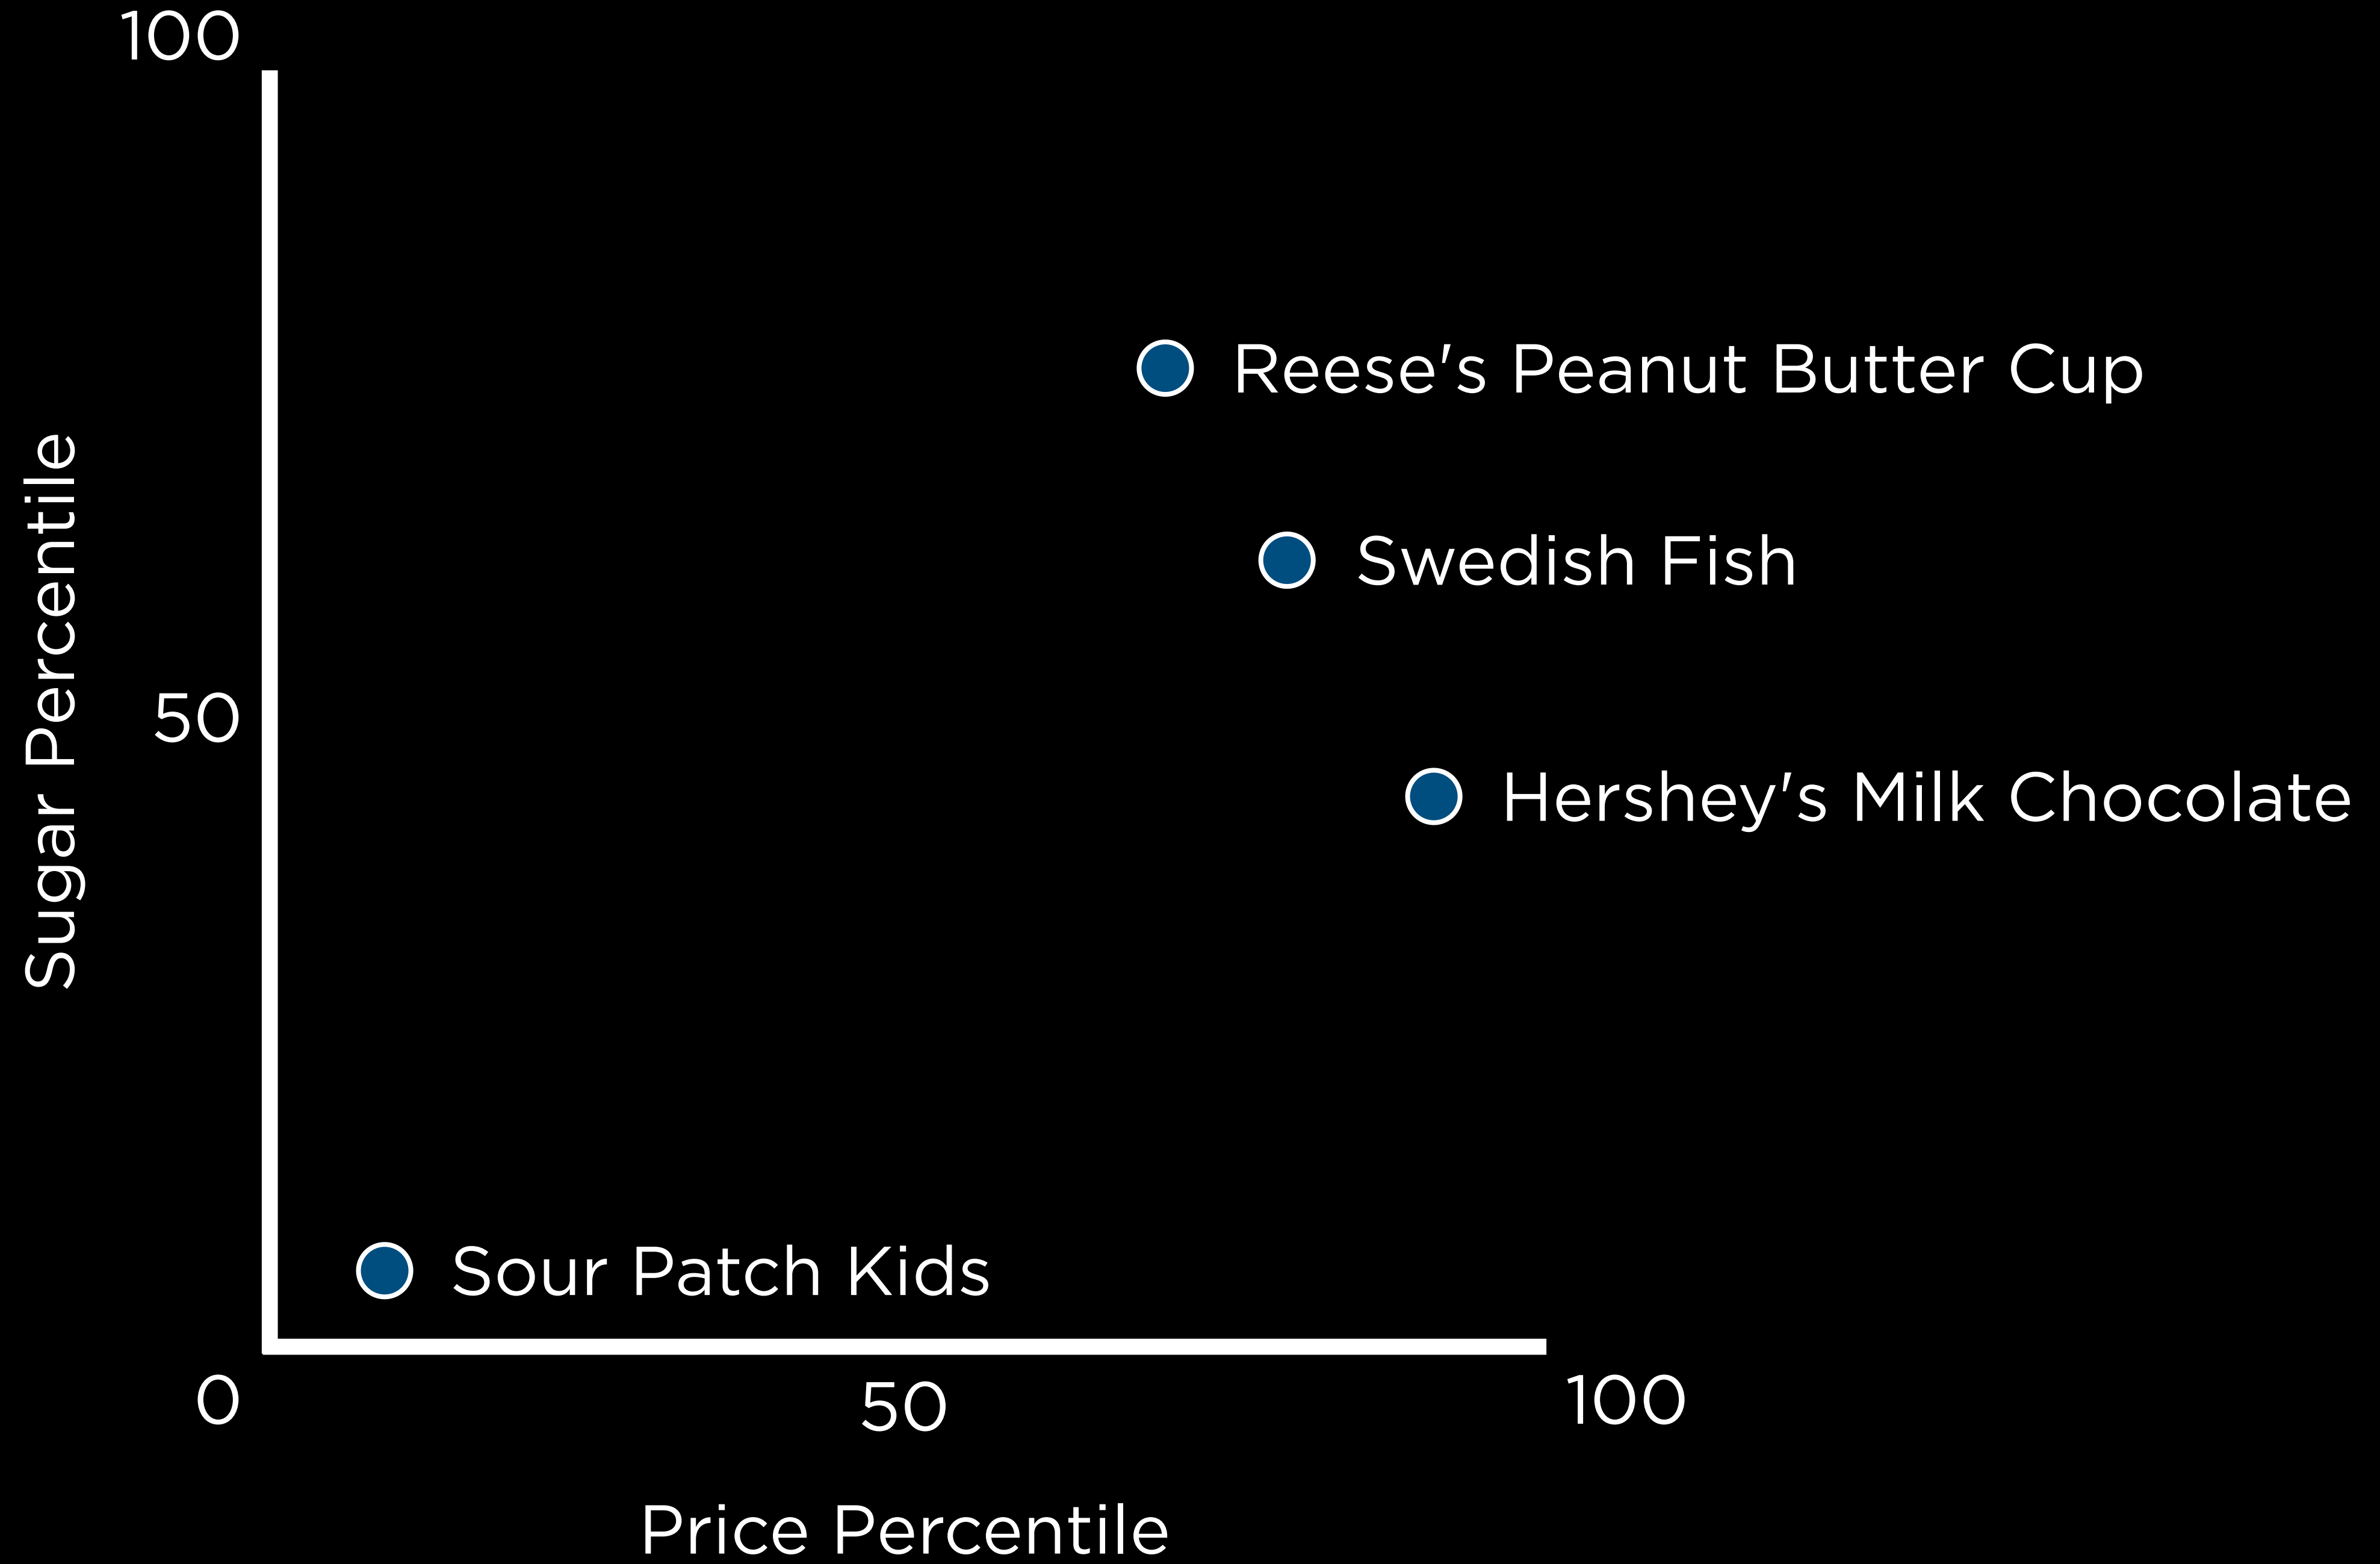 100
Reese's Peanut Butter Cup
Swedish Fish
Sugar Percentile
50
Hershey's Milk Chocolate
Sour Patch Kids
0
50
100
Price Percentile